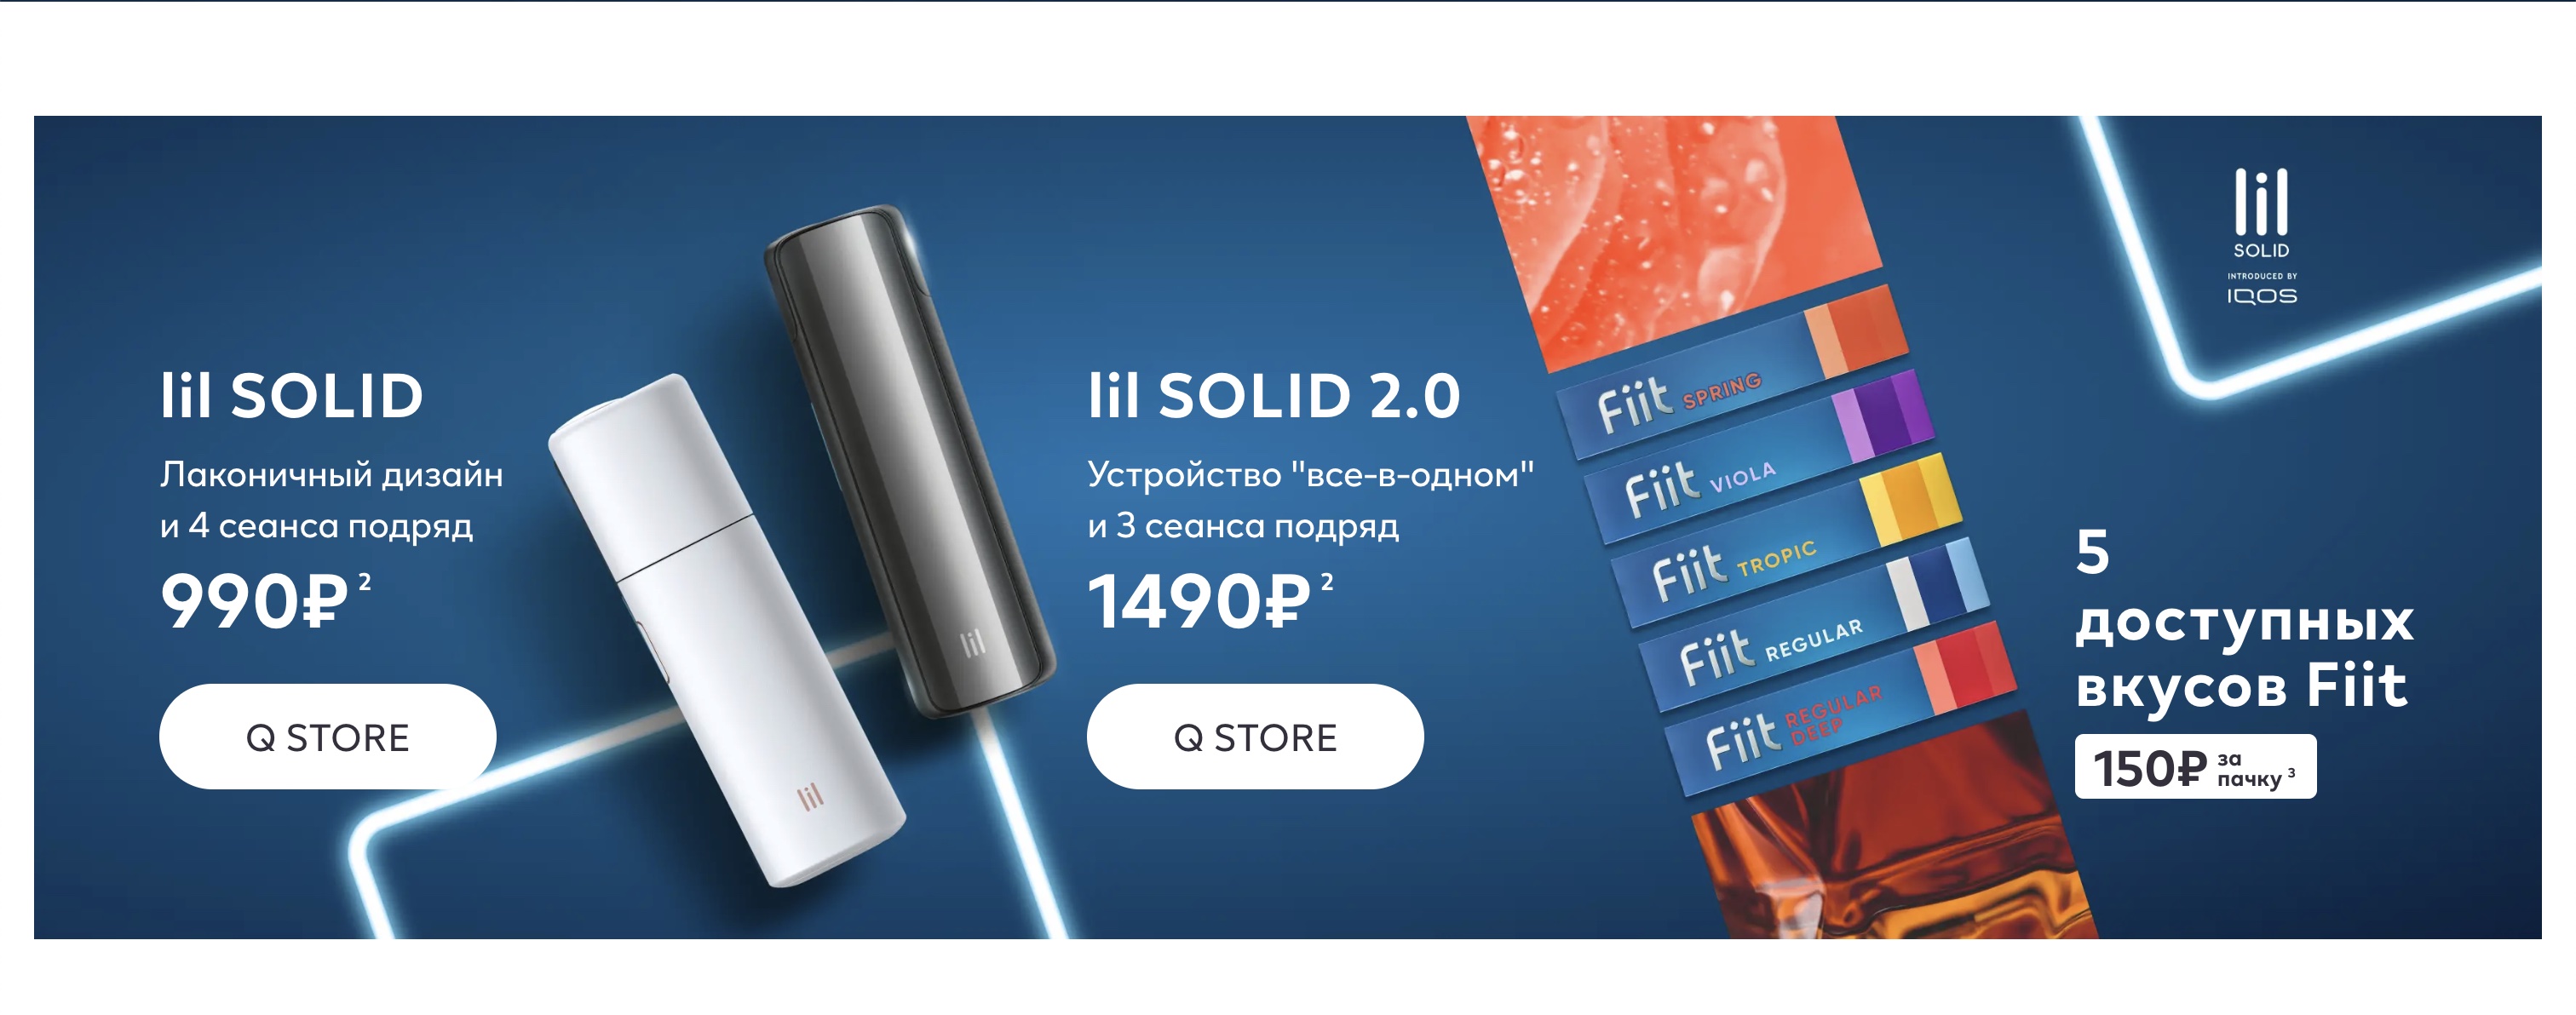 lil
SOLID
INTRODUCED BY
IQOS
lil SOLID
Лаконичный дизайн
и 4 сеанса подряд
990₽ 2
Q STORE
lil
lil
lil SOLID 2.0
Устройство "все-в-одном"
и 3 сеанса подряд
1490₽ 2
Q STORE
Fiit SPRING
Fiit VIOLA
Fiit TROPIC
Fiit REGULAR
Fiit REGULAR
DEEP
5
доступных
вкусов Fiit
150₽ за
пачку 3